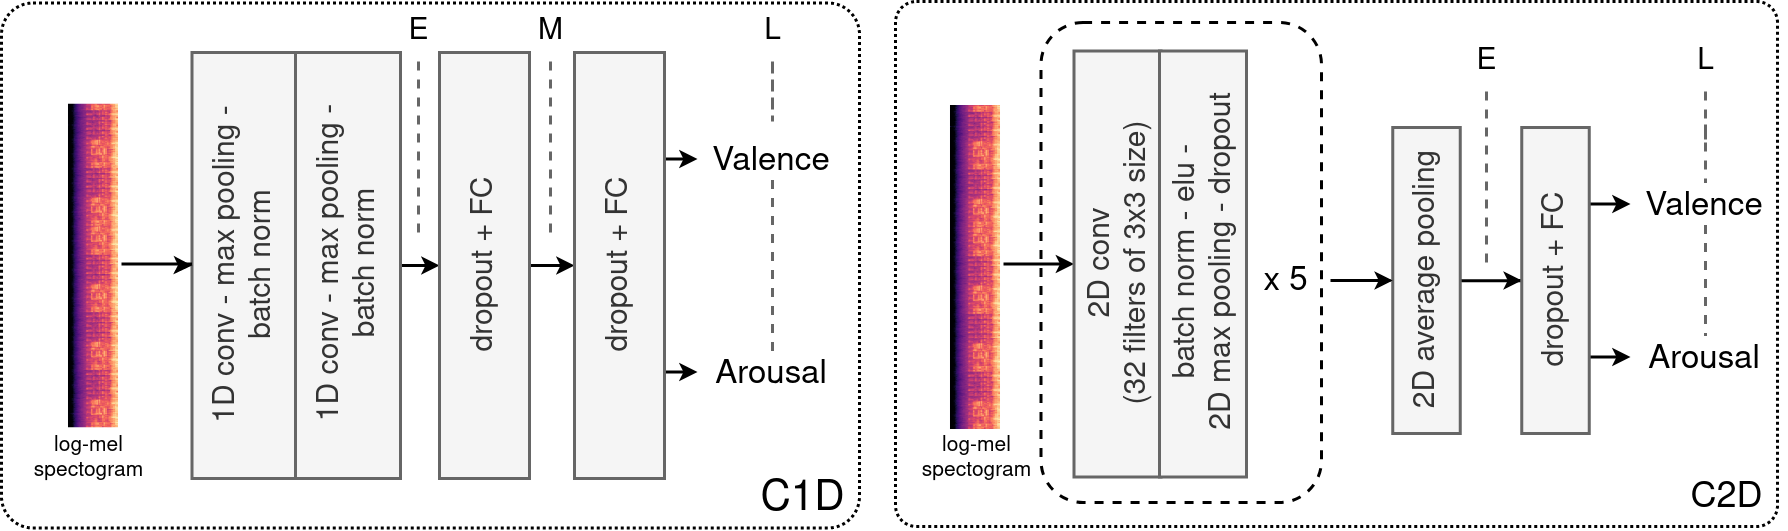 E
M
L
1D conv - max pooling -
batch norm
1D conv - max pooling -
batch norm
dropout + FC
dropout + FC
Valence
Arousal
log-mel
spectogram
C1D
E
L
2D conv
(32 filters of 3x3 size)
batch norm - elu -
2D max pooling - dropout
x 5
2D average pooling
dropout + FC
Valence
Arousal
log-mel
spectogram
C2D